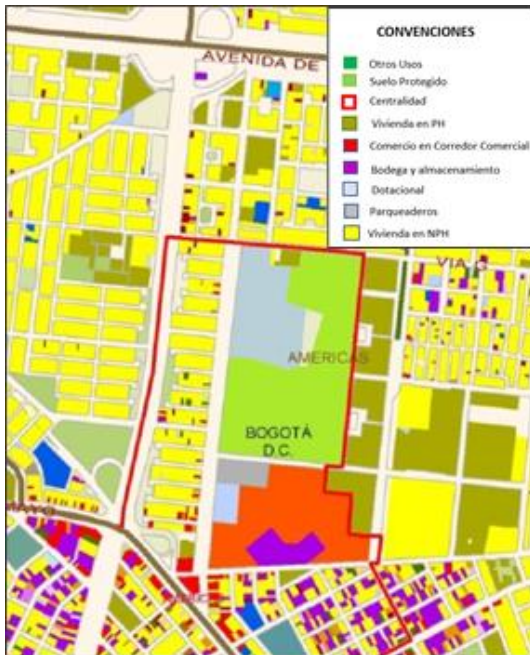 CONVENCIONES
Otros Usos
Suelo Protegido
Centralidad
Vivienda en PH
Comercio en Corredor Comercial
Bodega y almacenamiento
Dotacional
Parqueaderos
Vivienda en NPH
AVENIDA DE
VIA G
AMERICAS
BOGOTÁ
D.C.
MAYO